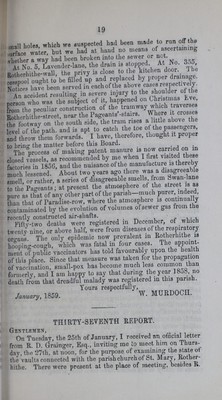 19
small holes, which we suspected had been made to run off the
surface water, but we had at hand no means of ascertaining
whether a way had been broken into the sewer or not.
At No. 5, Lavender-lane, the drain is stopped. At No. 355,
Rotherhithe-wall, the privy is close to the kitchen door. The
cesspool ought to be filled up and replaced by proper drainage.
Notices have been served in each of the above cases respectively.
An accident resulting in severe injury to the shoulder of the
person who was the subject of it, happened on Christmas Eve,
from the peculiar construction of the tramway which traverses
Rotherhithe-street, near the Pageants'-stairs. Where it crosses
the footway on the south side, the tram rises a little above the
level of the path, and is apt to catch the toe of the passengers,
and throw them forwards. I have, therefore, thought it proper
to bring the matter before this Board.
The process of making patent manure is now carried on in
closed vessels, as recommended by me when I first visited these
factories in 1856, and the nuisance of the manufacture is thereby
much lessened. About two years ago there was a disagreeable
smell, or rather, a series of disagreeable smells, from Swan-lane
to the Pageants; at present the atmosphere of the street is as
pure as that of any other part of the parish—much purer, indeed,
than that of Paradise-row, where the atmosphere is continually
contaminated by the evolution of volumes of sewer gas from the
recently constructed air-shafts.
Fifty-two deaths were registered in December, of which
twenty nine, or above half, were from diseases of the respiratory
organs. The only epidemic now prevalent in Rotherhithe is
hooping-cough, which was fatal in four cases. The appoint-
ment of public vaccinators has told favourably upon the health
of this place. Since that measure was taken for the propagation
of vaccination, small-pox has become much less common than
formerly, and I am happy to say that during the year 1858, no
death from that dreadful malady was registered in this parish.
Yours respectfully,
W. MURDOCH.
January, 1859.
THIRTY-SEVENTH REPORT.
GENTLEMEN,
On Tuesday, the 25th of January, I received an official letter
from R. D. Grainger, Esq., inviting me to meet him on Thurs-
day, the 27th, at noon, for the purpose of examining the state of
the vaults connected with the parish church of St. Mary, Rother-
hithe. There were present at the place of meeting, besides R.